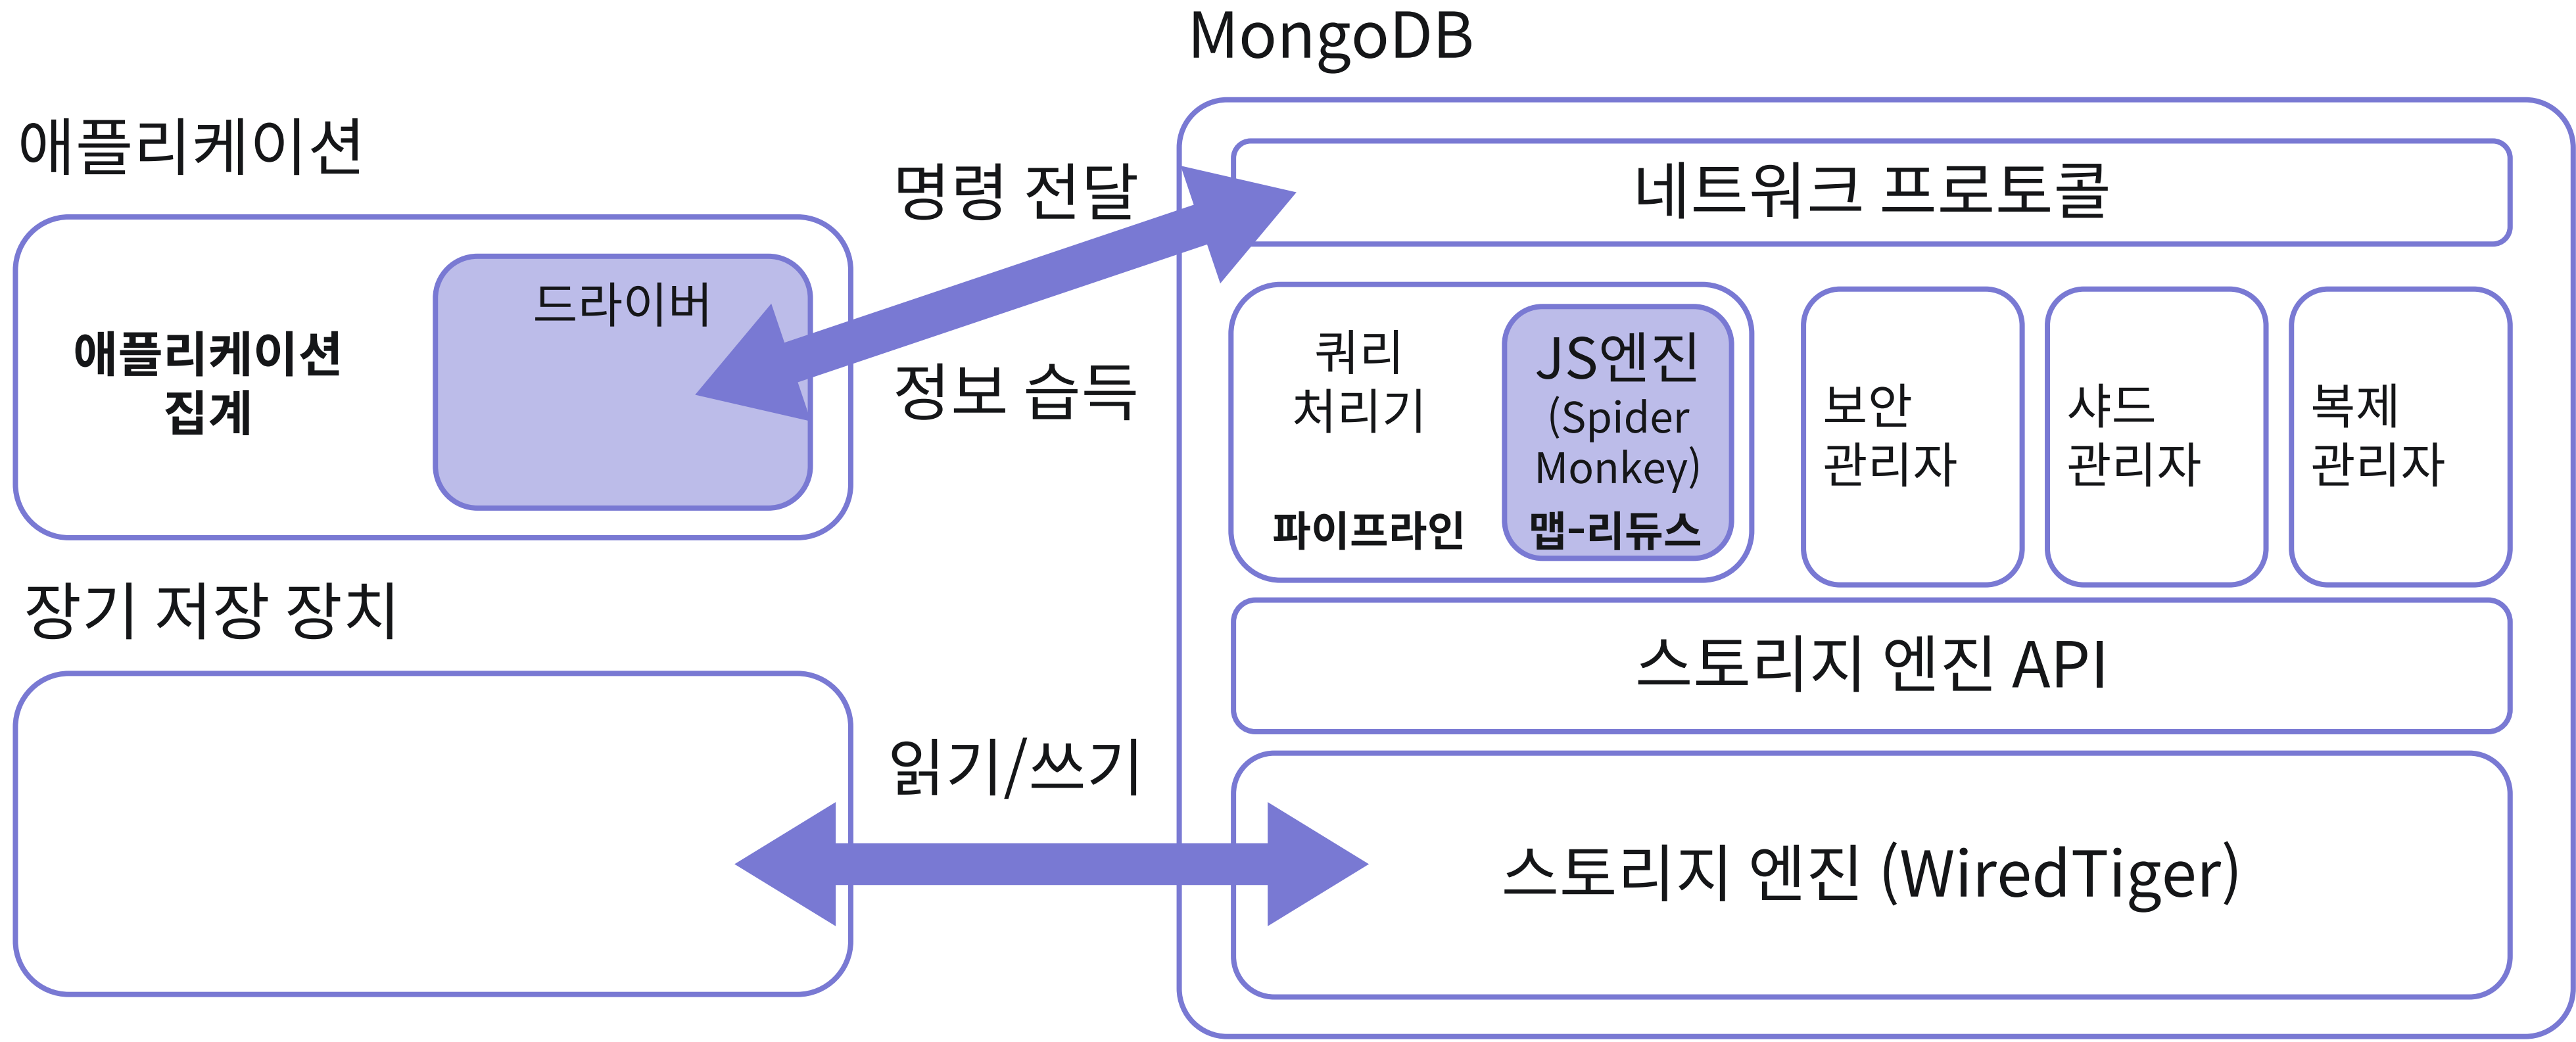 MongoDB
애플리케이션
명령 전달
네트워크 프로토콜
드라이버
애플리케이션
집계
정보 습득
쿼리
처리기
JS엔진
(Spider
Monkey)
파이프라인
맵-리듀스
보안
관리자
샤드
관리자
복제
관리자
장기 저장 장치
스토리지 엔진 API
읽기/쓰기
스토리지 엔진 (WiredTiger)